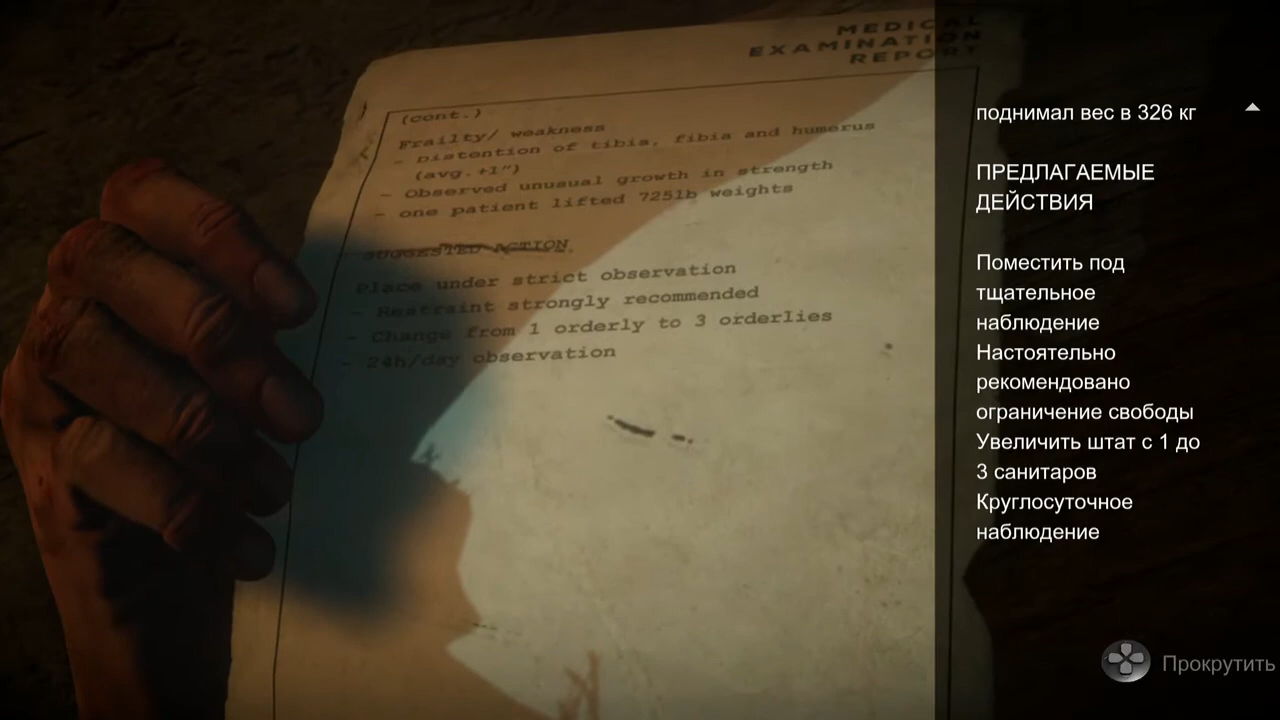 MEDICAL
EXAMINATION
REPORT
(cont.)
Frailty/ weakness
- Distention of tibia, fibia and humerus
(avg.+1")
- Observed unusual growth in strength
- one patient lifted 725lb weights
SUGGESTED ACTION
Place under strict observation
- Restraint strongly recommended
- Change from 1 orderly to 3 orderlies
- 24h/day observation
поднимал вес в 326 кг
ПРЕДЛАГАЕМЫЕ
ДЕЙСТВИЯ
Поместить под
тщательное
наблюдение
Настоятельно
рекомендовано
ограничение свободы
Увеличить штат с 1 до
3 санитаров
Круглосуточное
наблюдение
Прокрутить